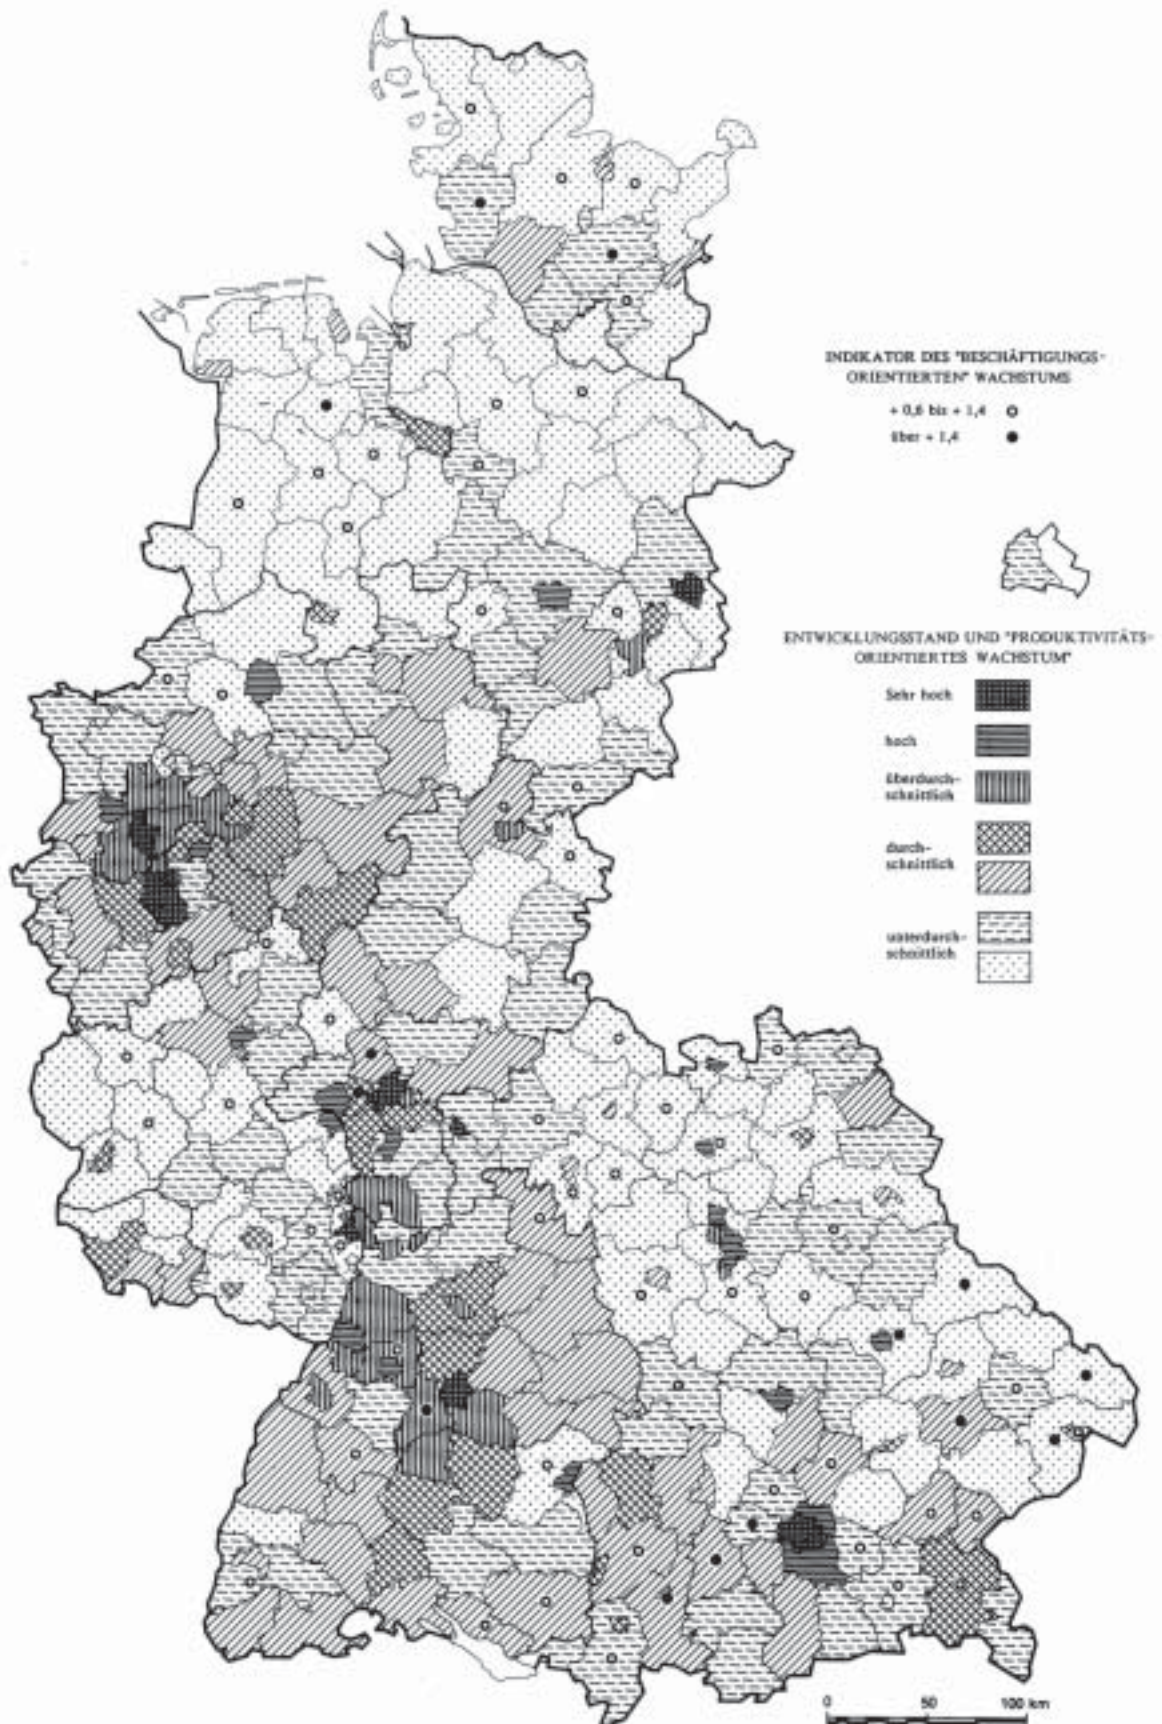 INDIKATOR DES "BESCHÄFTIGUNGS-
ORIENTIERTEN" WACHSTUMS
+ 0,6 bis + 1,4
über + 1,4
ENTWICKLUNGSSTAND UND "PRODUKTIVITÄTS-
ORIENTIERTES WACHSTUM"
Sehr hoch
hoch
überdurch-
schnittlich
durch-
schnittlich
unterdurch-
schnittlich
0 50 100 km